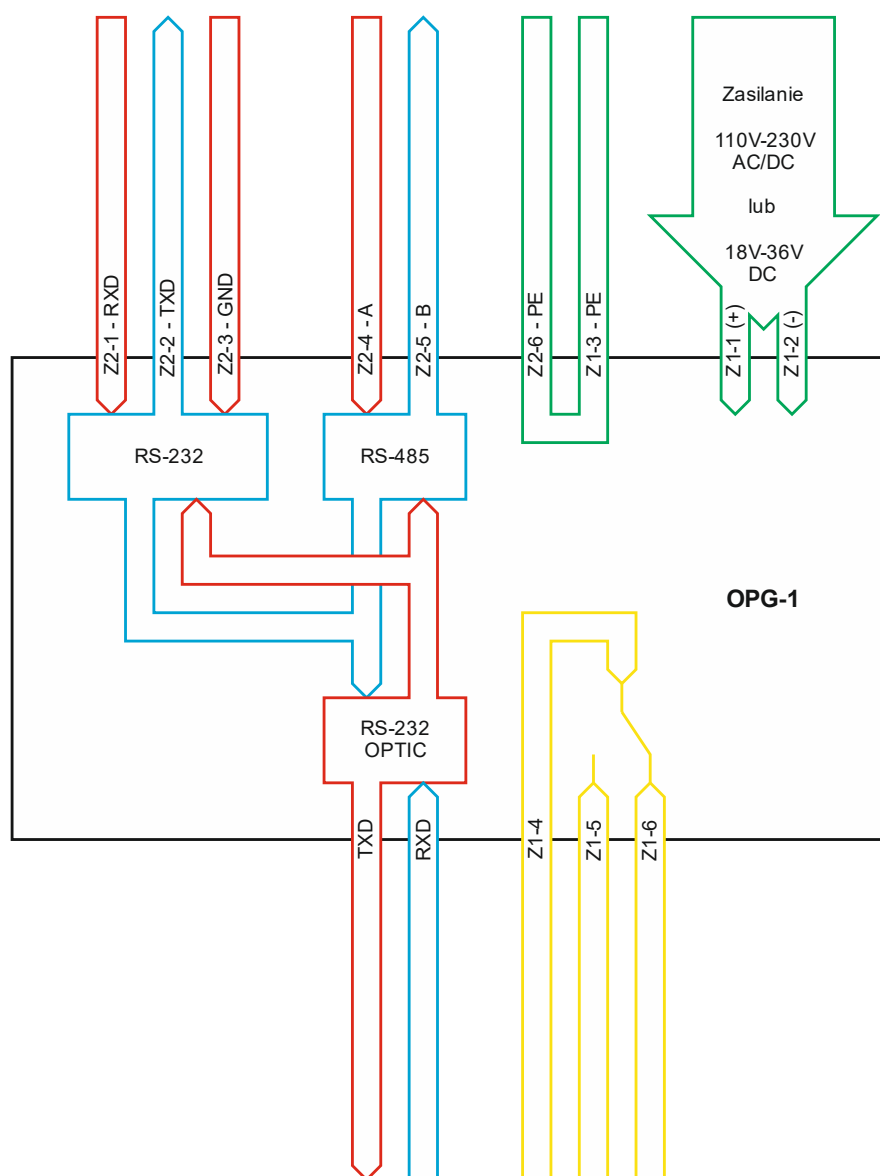 Zasilanie
110V-230V
AC/DC
lub
18V-36V
DC
Z2-1 - RXD
Z2-2 - TXD
Z2-3 - GND
Z2-4 - A
Z2-5 - B
Z2-6 - PE
Z1-3 - PE
Z1-1 (+)
Z1-2 (-)
RS-232
RS-485
OPG-1
RS-232
OPTIC
TXD
RXD
Z1-4
Z1-5
Z1-6